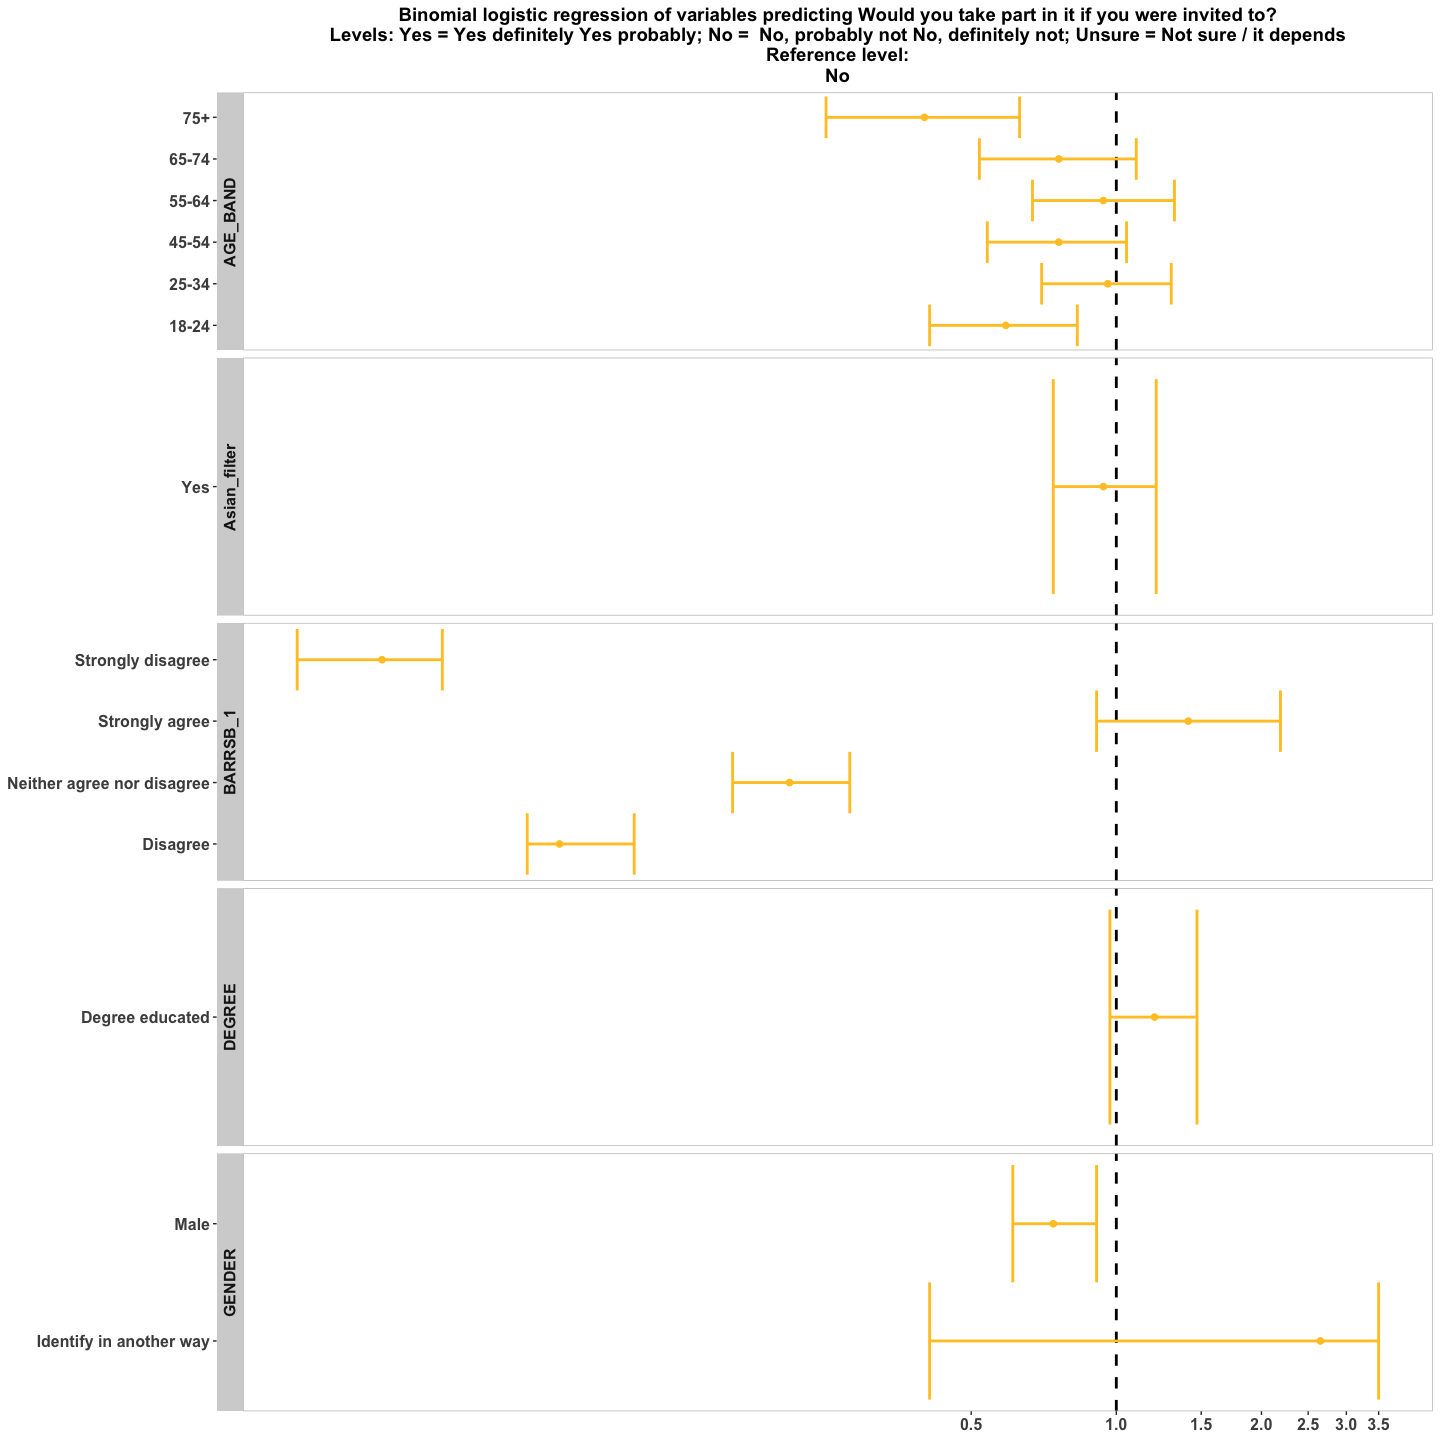 Binomial logistic regression of variables predicting Would you take part in it if you were invited to?
Levels: Yes = Yes definitely Yes probably; No =  No, probably not No, definitely not; Unsure = Not sure / it depends
Reference level:
No
AGE_BAND
75+
65-74
55-64
45-54
25-34
18-24
Asian_filter
Yes
BARRSB_1
Strongly disagree
Strongly agree
Neither agree nor disagree
Disagree
DEGREE
Degree educated
GENDER
Male
Identify in another way
0.5 1.0 1.5 2.0 2.5 3.0 3.5